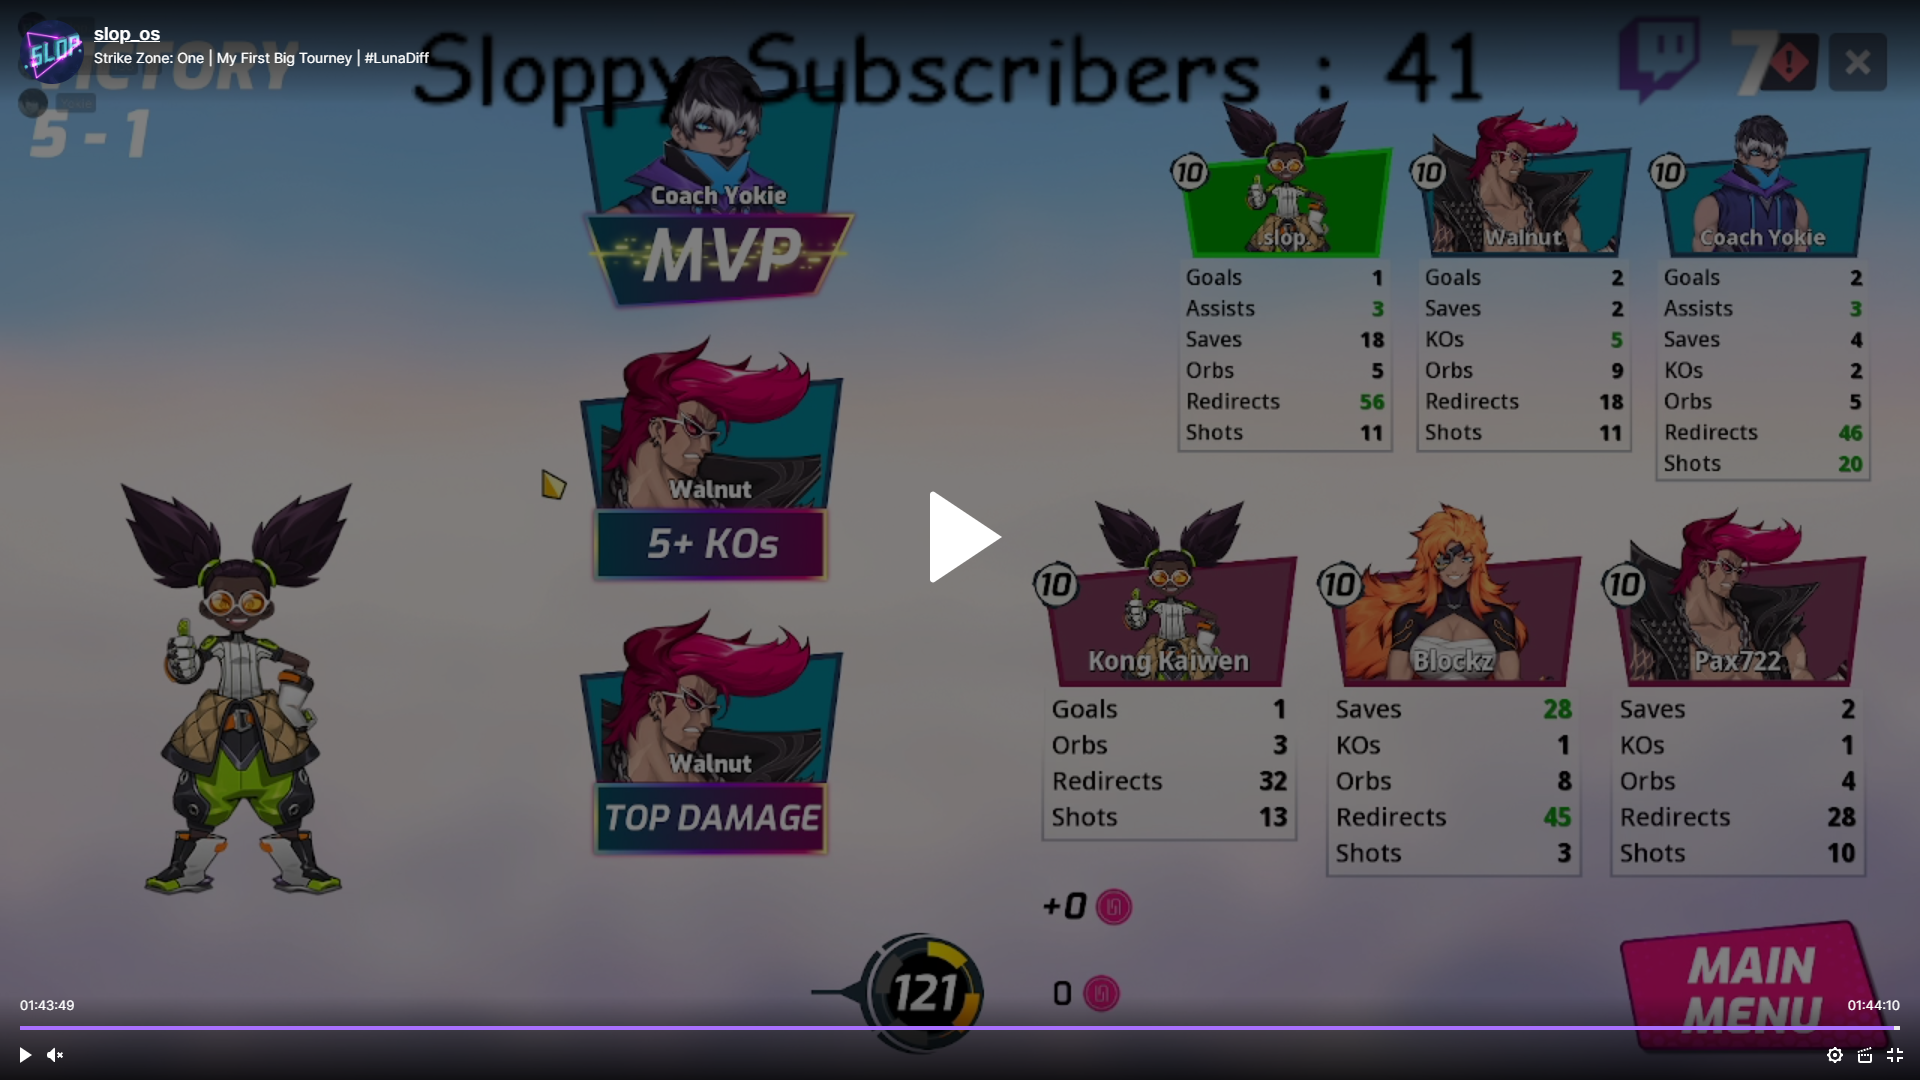 slop_os
Strike Zone: One | My First Big Tourney | #LunaDiff
SLOP
Sloppy Subscribers : 41
7
VICTORY
Yokie
5 - 1
Coach Yokie
MVP
Walnut
5+ KOs
Walnut
TOP DAMAGE
10
slop.
Goals 1
Assists 3
Saves 18
Orbs 5
Redirects 56
Shots 11
10
Walnut
Goals 2
Saves 2
KOs 5
Orbs 9
Redirects 18
Shots 11
10
Coach Yokie
Goals 2
Assists 3
Saves 4
KOs 2
Orbs 5
Redirects 46
Shots 20
10
Kong Kaiwen
Goals 1
Orbs 3
Redirects 32
Shots 13
10
Blockz
Saves 28
KOs 1
Orbs 8
Redirects 45
Shots 3
10
Pax722
Saves 2
KOs 1
Orbs 4
Redirects 28
Shots 10
+0
121
0
MAIN
MENU
01:43:49
01:44:10